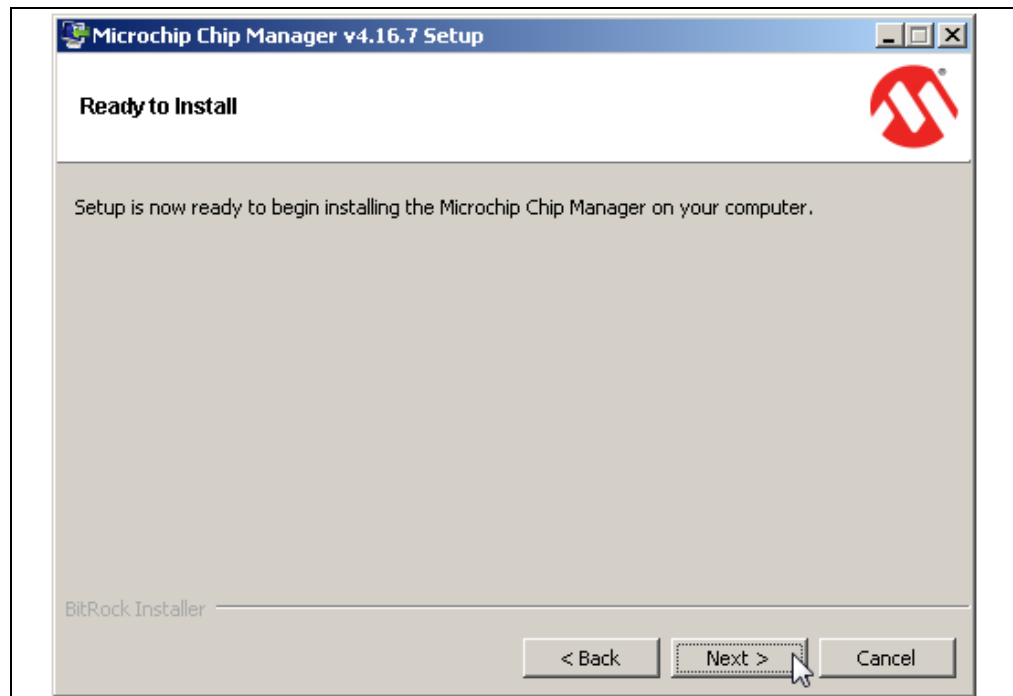 Microchip Chip Manager v4.16.7 Setup
Ready to Install
Setup is now ready to begin installing the Microchip Chip Manager on your computer.
BitRock Installer
< Back Next > Cancel